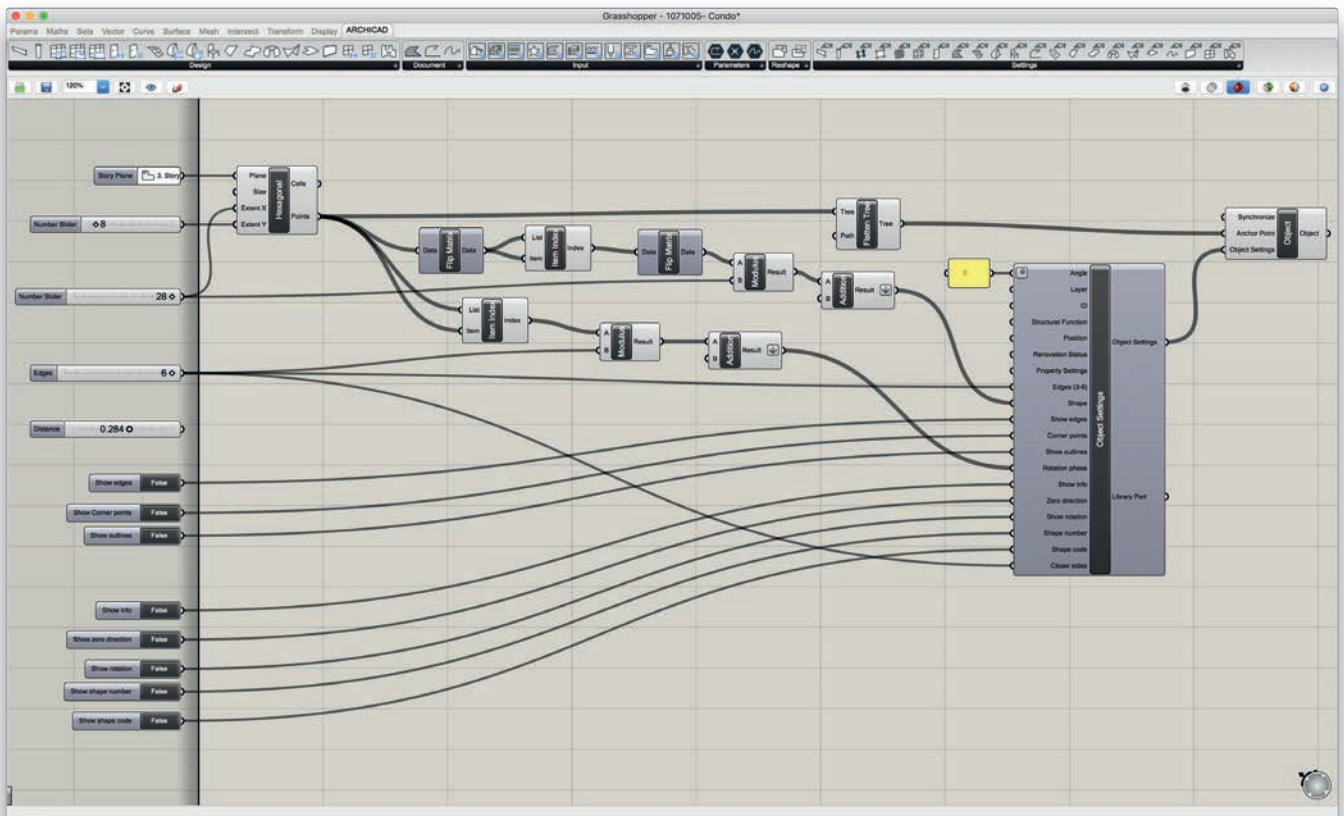 Grasshopper - 1071005- Condo*
Params Maths Sets Vector Curve Surface Mesh Intersect Transform Display ARCHICAD
Design Document Input Parameters Reshape Settings
120%
Story Plane 3. Story
Number Slider 8
Number Slider 28
Edges 6
Distance 0.284
Show edges False
Show Corner points False
Show outlines False
Show info False
Show zero direction False
Show rotation False
Show shape number False
Show shape code False
Plane
Size
Extent X
Extent Y
Hexagonal
Cells
Points
Data Flip Matrix Data
List
Item
Item Index
Index
Data Flip Matrix Data
A
B
Modulus
Result
A
B
Addition
Result
List
Item
Item Index
Index
A
B
Modulus
Result
A
B
Addition
Result
Tree
Path
Flatten Tree
Tree
Angle
Layer
ID
Structural Function
Position
Renovation Status
Property Settings
Edges (3-6)
Shape
Show edges
Corner points
Show outlines
Rotation phase
Show info
Zero direction
Show rotation
Shape number
Shape code
Closer sides
Object Settings
Object Settings
Library Part
Synchronize
Anchor Point
Object Settings
Object
Object